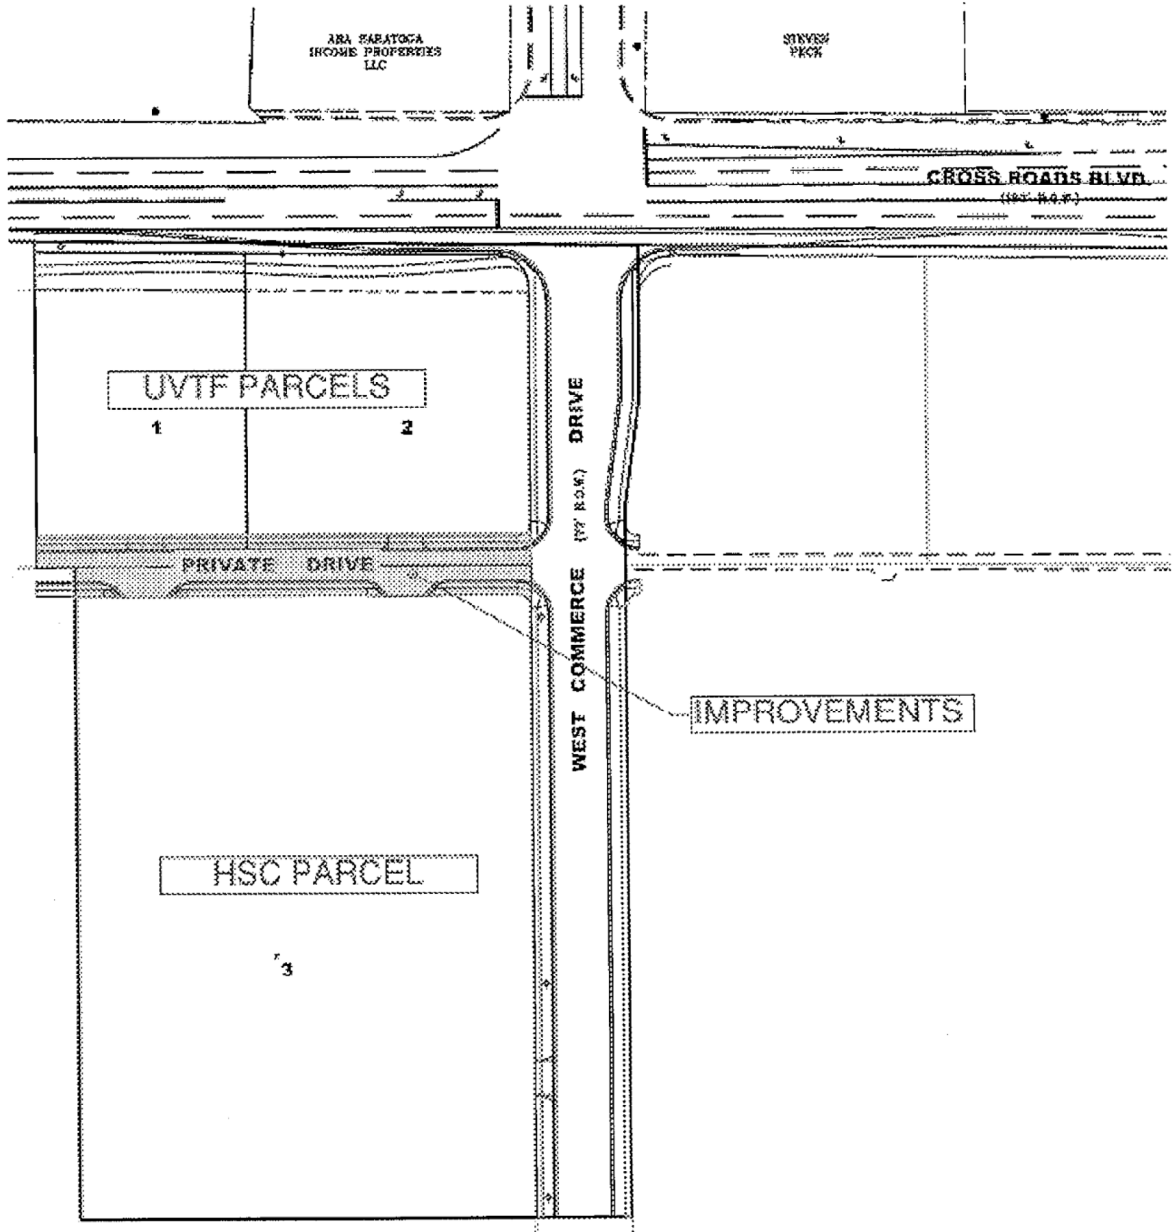 ABA SARATOGA
INCOME PROPERTIES
LLC
STEVEN
PECK
CROSS ROADS BLVD.
UVTF PARCELS
1
2
PRIVATE DRIVE
WEST COMMERCE DRIVE
(77' R.O.W.)
IMPROVEMENTS
HSC PARCEL
3